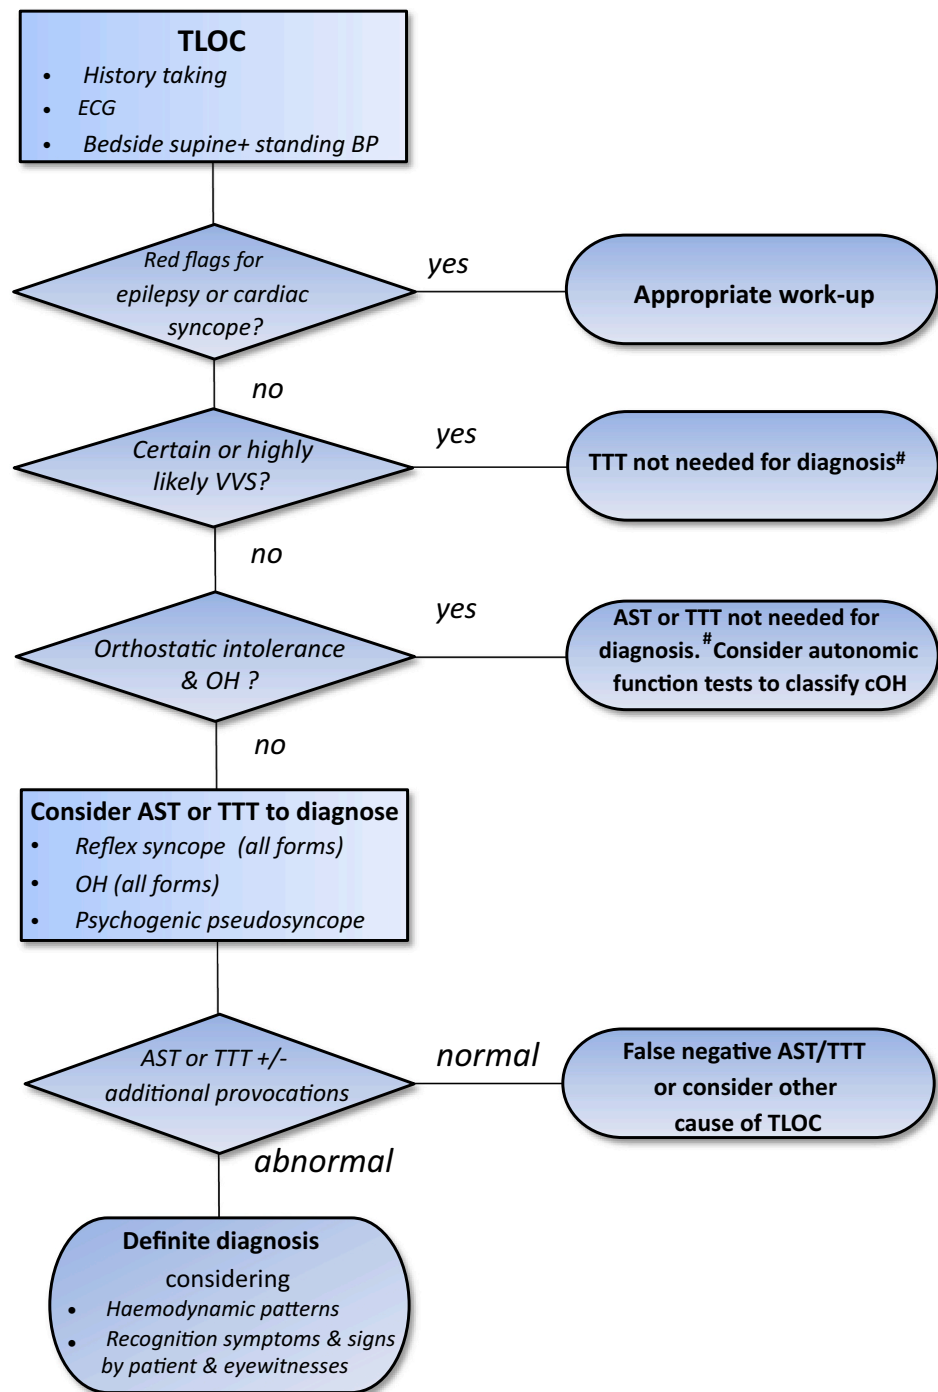 TLOC
• History taking
• ECG
• Bedside supine+ standing BP
Red flags for
epilepsy or cardiac
syncope?
yes
Appropriate work-up
no
Certain or highly
likely VVS?
yes
TTT not needed for diagnosis#
no
Orthostatic intolerance
& OH ?
yes
AST or TTT not needed for
diagnosis.# Consider autonomic
function tests to classify cOH
no
Consider AST or TTT to diagnose
• Reflex syncope (all forms)
• OH (all forms)
• Psychogenic pseudosyncope
AST or TTT +/-
additional provocations
normal
False negative AST/TTT
or consider other
cause of TLOC
abnormal
Definite diagnosis
considering
• Haemodynamic patterns
• Recognition symptoms & signs
by patient & eyewitnesses